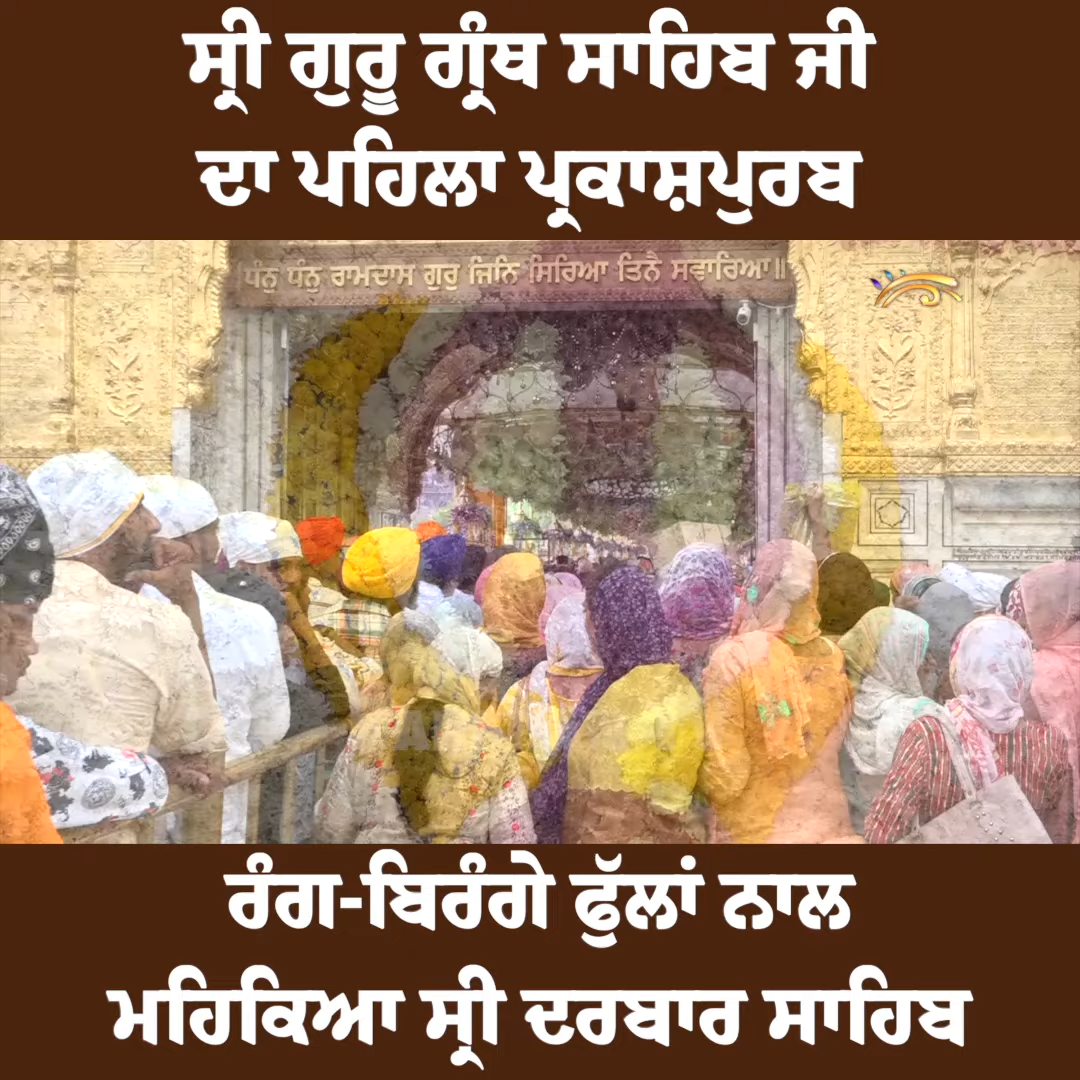 ਸ੍ਰੀ ਗੁਰੂ ਗ੍ਰੰਥ ਸਾਹਿਬ ਜੀ
ਦਾ ਪਹਿਲਾ ਪ੍ਰਕਾਸ਼ਪੁਰਬ
ਧੰਨੁ ਧੰਨੁ ਰਾਮਦਾਸ ਗੁਰੁ ਜਿਨਿ ਸਿਰਿਆ ਤਿਨੈ ਸਵਾਰਿਆ॥
ਰੰਗ-ਬਿਰੰਗੇ ਫੁੱਲਾਂ ਨਾਲ
ਮਹਿਕਿਆ ਸ੍ਰੀ ਦਰਬਾਰ ਸਾਹਿਬ